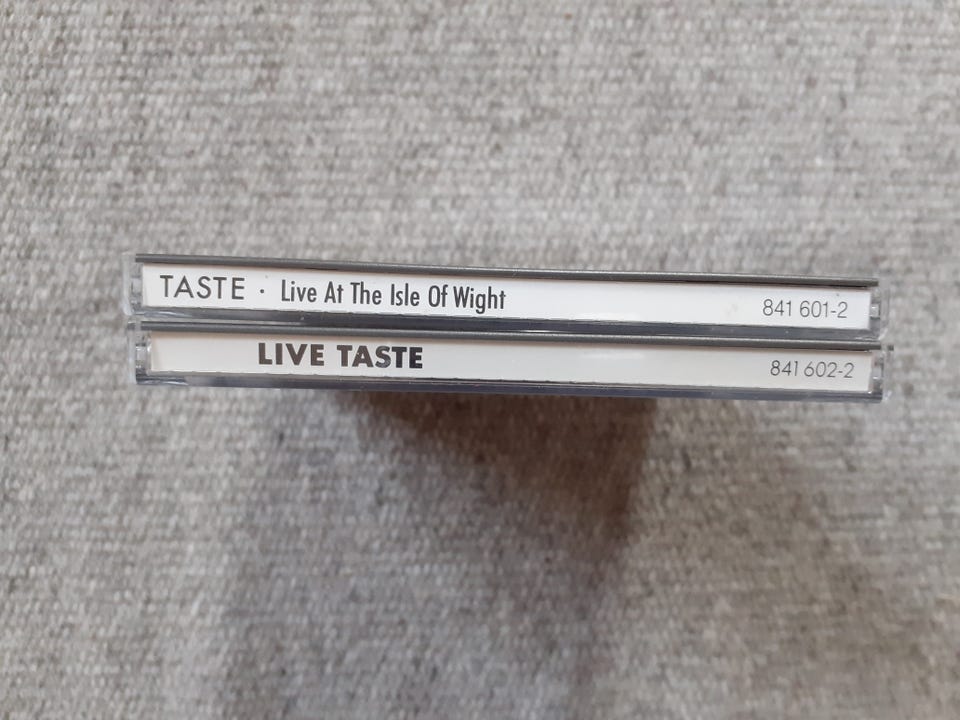 TASTE · Live At The Isle Of Wight 841 601-2
LIVE TASTE 841 602-2